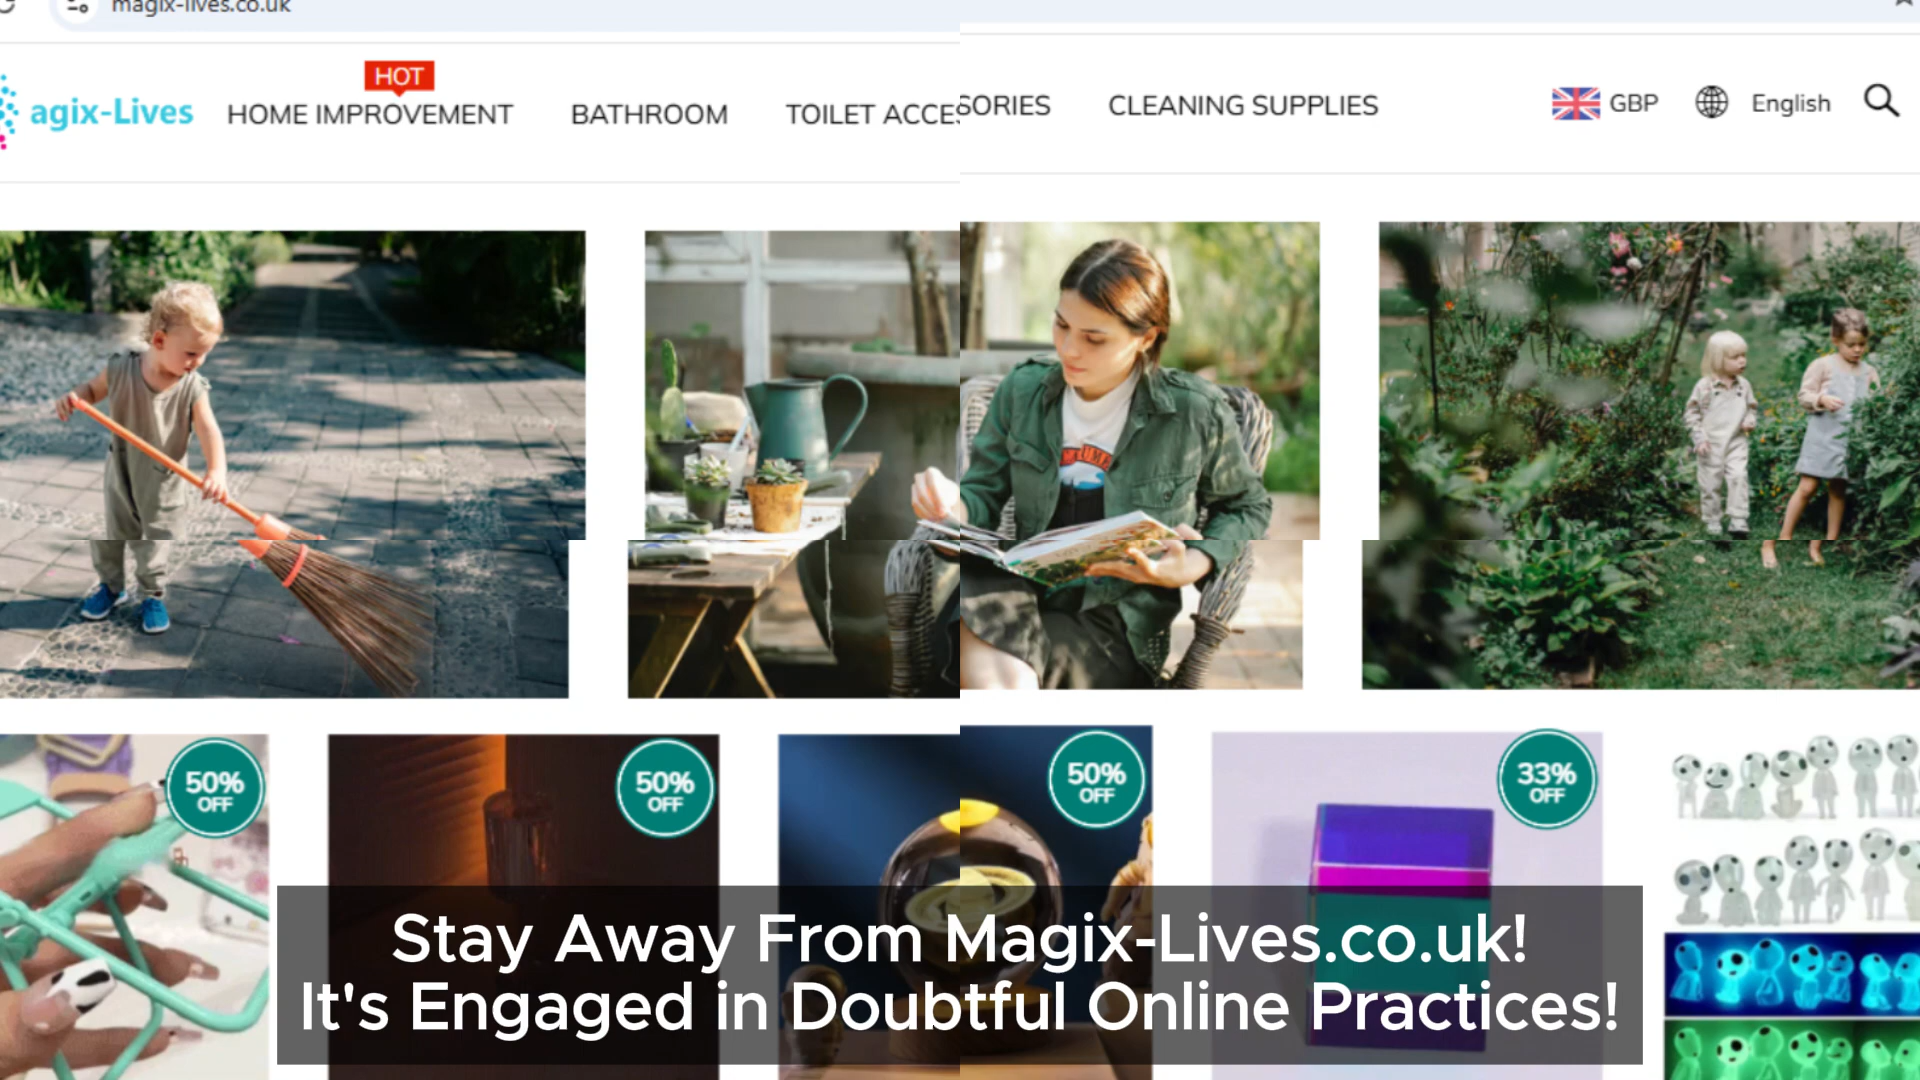 magix-lives.co.uk
HOT
agix-Lives HOME IMPROVEMENT BATHROOM TOILET ACCESSORIES CLEANING SUPPLIES GBP English
50% OFF
50% OFF
50% OFF
33% OFF
Stay Away From Magix-Lives.co.uk!
It's Engaged in Doubtful Online Practices!